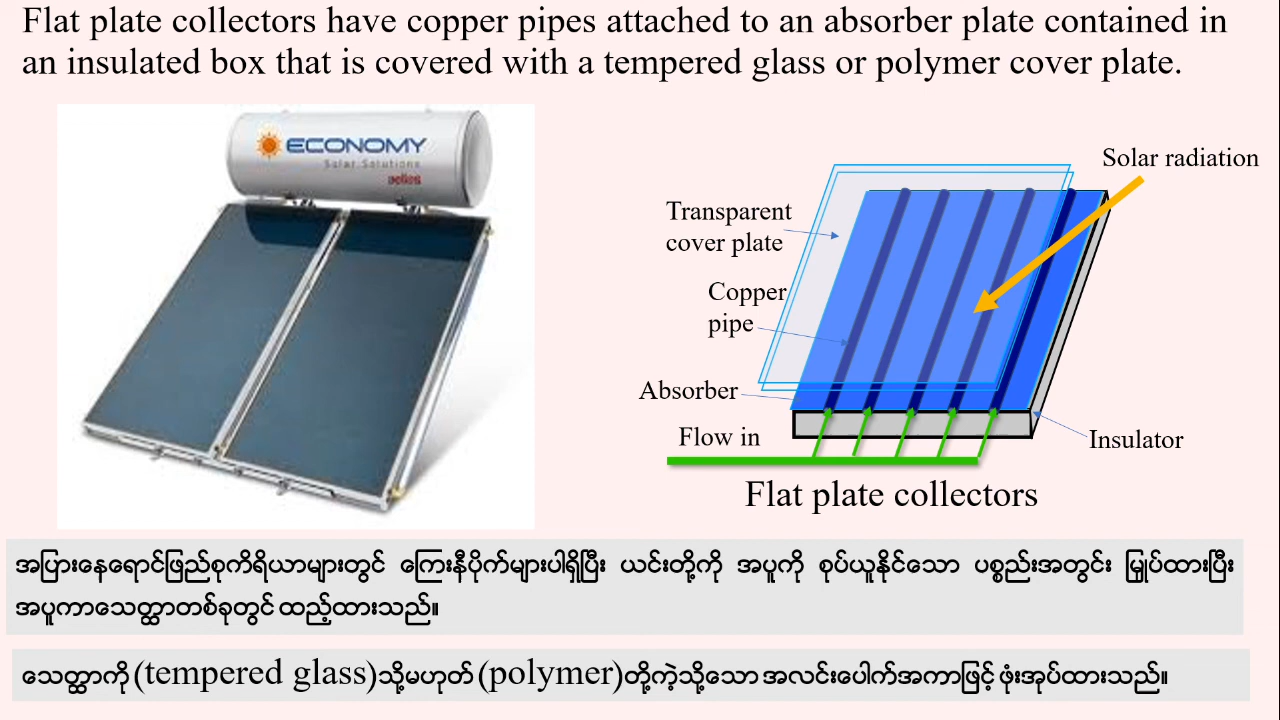 Flat plate collectors have copper pipes attached to an absorber plate contained in
an insulated box that is covered with a tempered glass or polymer cover plate.
ECONOMY
Solar Solutions
Solar radiation
Transparent
cover plate
Copper
pipe
Absorber
Flow in
Insulator
Flat plate collectors
အပြားနေရောင်ဖြည်စုကိရိယာများတွင် ကြေးနီပိုက်များပါရှိပြီး ယင်းတို့ကို အပူကို စုပ်ယူနိုင်သော ပစ္စည်းအတွင်း မြှုပ်ထားပြီး
အပူကာသေတ္ထာတစ်ခုတွင် ထည့်ထားသည်။
သေတ္ထာကို (tempered glass)သို့မဟုတ် (polymer)တို့ကဲ့သို့သော အလင်းပေါက်အကာဖြင့် ဖုံးအုပ်ထားသည်။